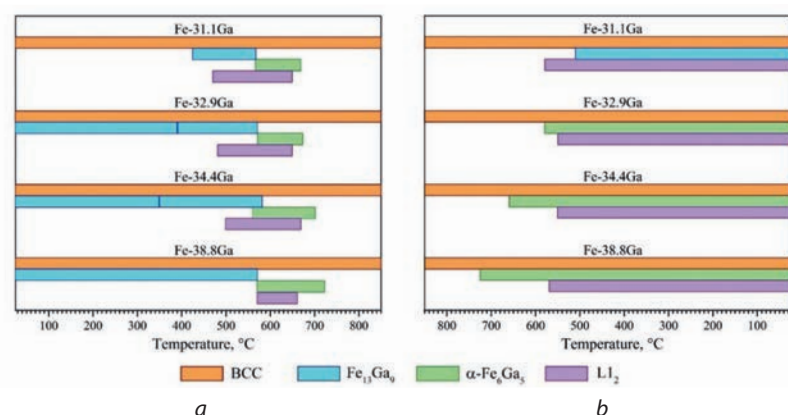 Fe-31.1Ga
Fe-32.9Ga
Fe-34.4Ga
Fe-38.8Ga
100 200 300 400 500 600 700 800
Temperature, °C
Fe-31.1Ga
Fe-32.9Ga
Fe-34.4Ga
Fe-38.8Ga
800 700 600 500 400 300 200 100
Temperature, °C
BCC Fe₁₃Ga₉ α-Fe₆Ga₅ L1₂
a b